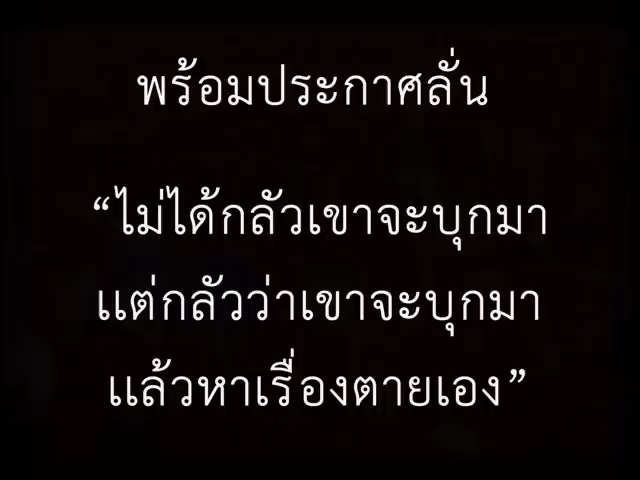 พร้อมประกาศลั่น
“ไม่ได้กลัวเขาจะบุกมา
แต่กลัวว่าเขาจะบุกมา
แล้วหาเรื่องตายเอง”